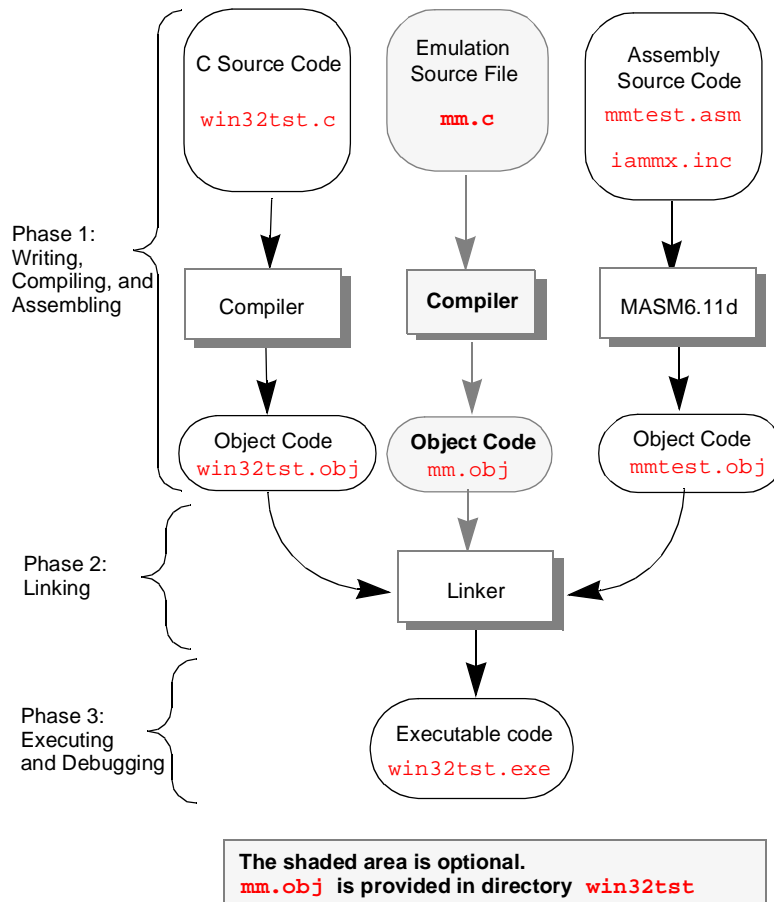 C Source Code
win32tst.c
Emulation
Source File
mm.c
Assembly
Source Code
mmtest.asm
iammx.inc
Phase 1:
Writing,
Compiling, and
Assembling
Compiler
Compiler
MASM6.11d
Object Code
win32tst.obj
Object Code
mm.obj
Object Code
mmtest.obj
Phase 2:
Linking
Linker
Phase 3:
Executing
and Debugging
Executable code
win32tst.exe
The shaded area is optional.
mm.obj is provided in directory win32tst